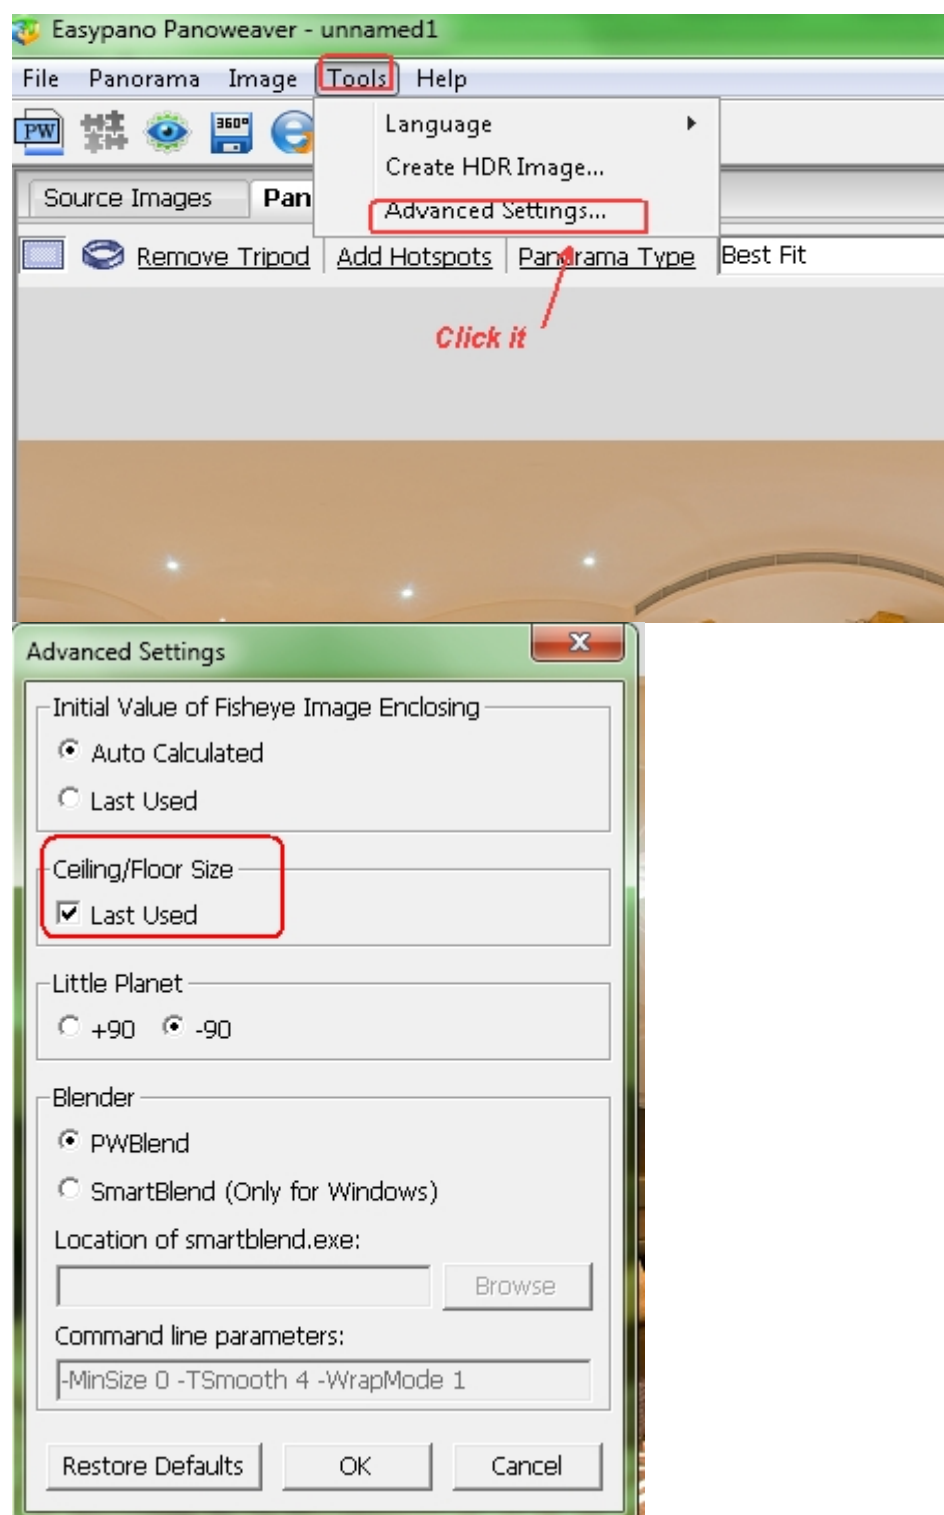 Easypano Panoweaver - unnamed1
File Panorama Image Tools Help
PW 360°
Language
Create HDR Image...
Source Images Pan
Advanced Settings...
Remove Tripod Add Hotspots Panorama Type Best Fit
Click it
Advanced Settings
Initial Value of Fisheye Image Enclosing
Auto Calculated
Last Used
Ceiling/Floor Size
Last Used
Little Planet
+90 -90
Blender
PWBlend
SmartBlend (Only for Windows)
Location of smartblend.exe:
Browse
Command line parameters:
-MinSize 0 -TSmooth 4 -WrapMode 1
Restore Defaults OK Cancel